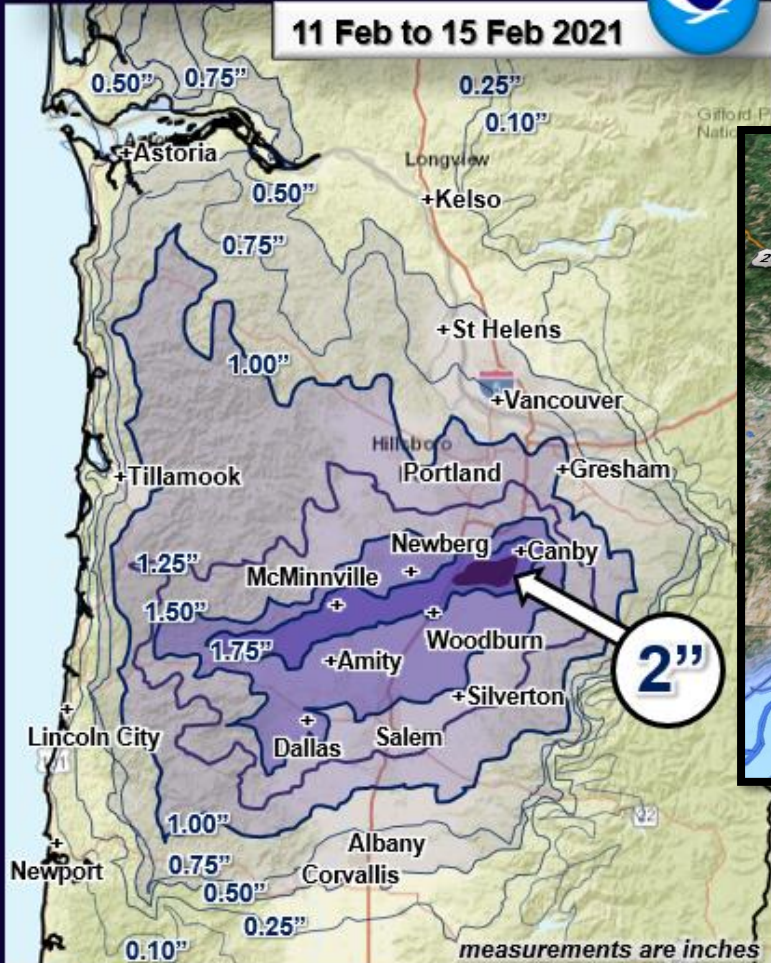 11 Feb to 15 Feb 2021
0.50”
0.75”
0.25”
0.10”
+Astoria
Longview
0.50”
+Kelso
0.75”
+St Helens
1.00”
+Vancouver
Hillsboro
+Tillamook
Portland
+Gresham
Newberg
+Canby
1.25”
McMinnville
+
+
1.50”
+
Woodburn
1.75”
+Amity
2”
+Silverton
+
Lincoln City
+
Dallas
Salem
1.00”
22
+
Newport
Albany
0.75”
Corvallis
0.50”
0.25”
0.10”
measurements are inches